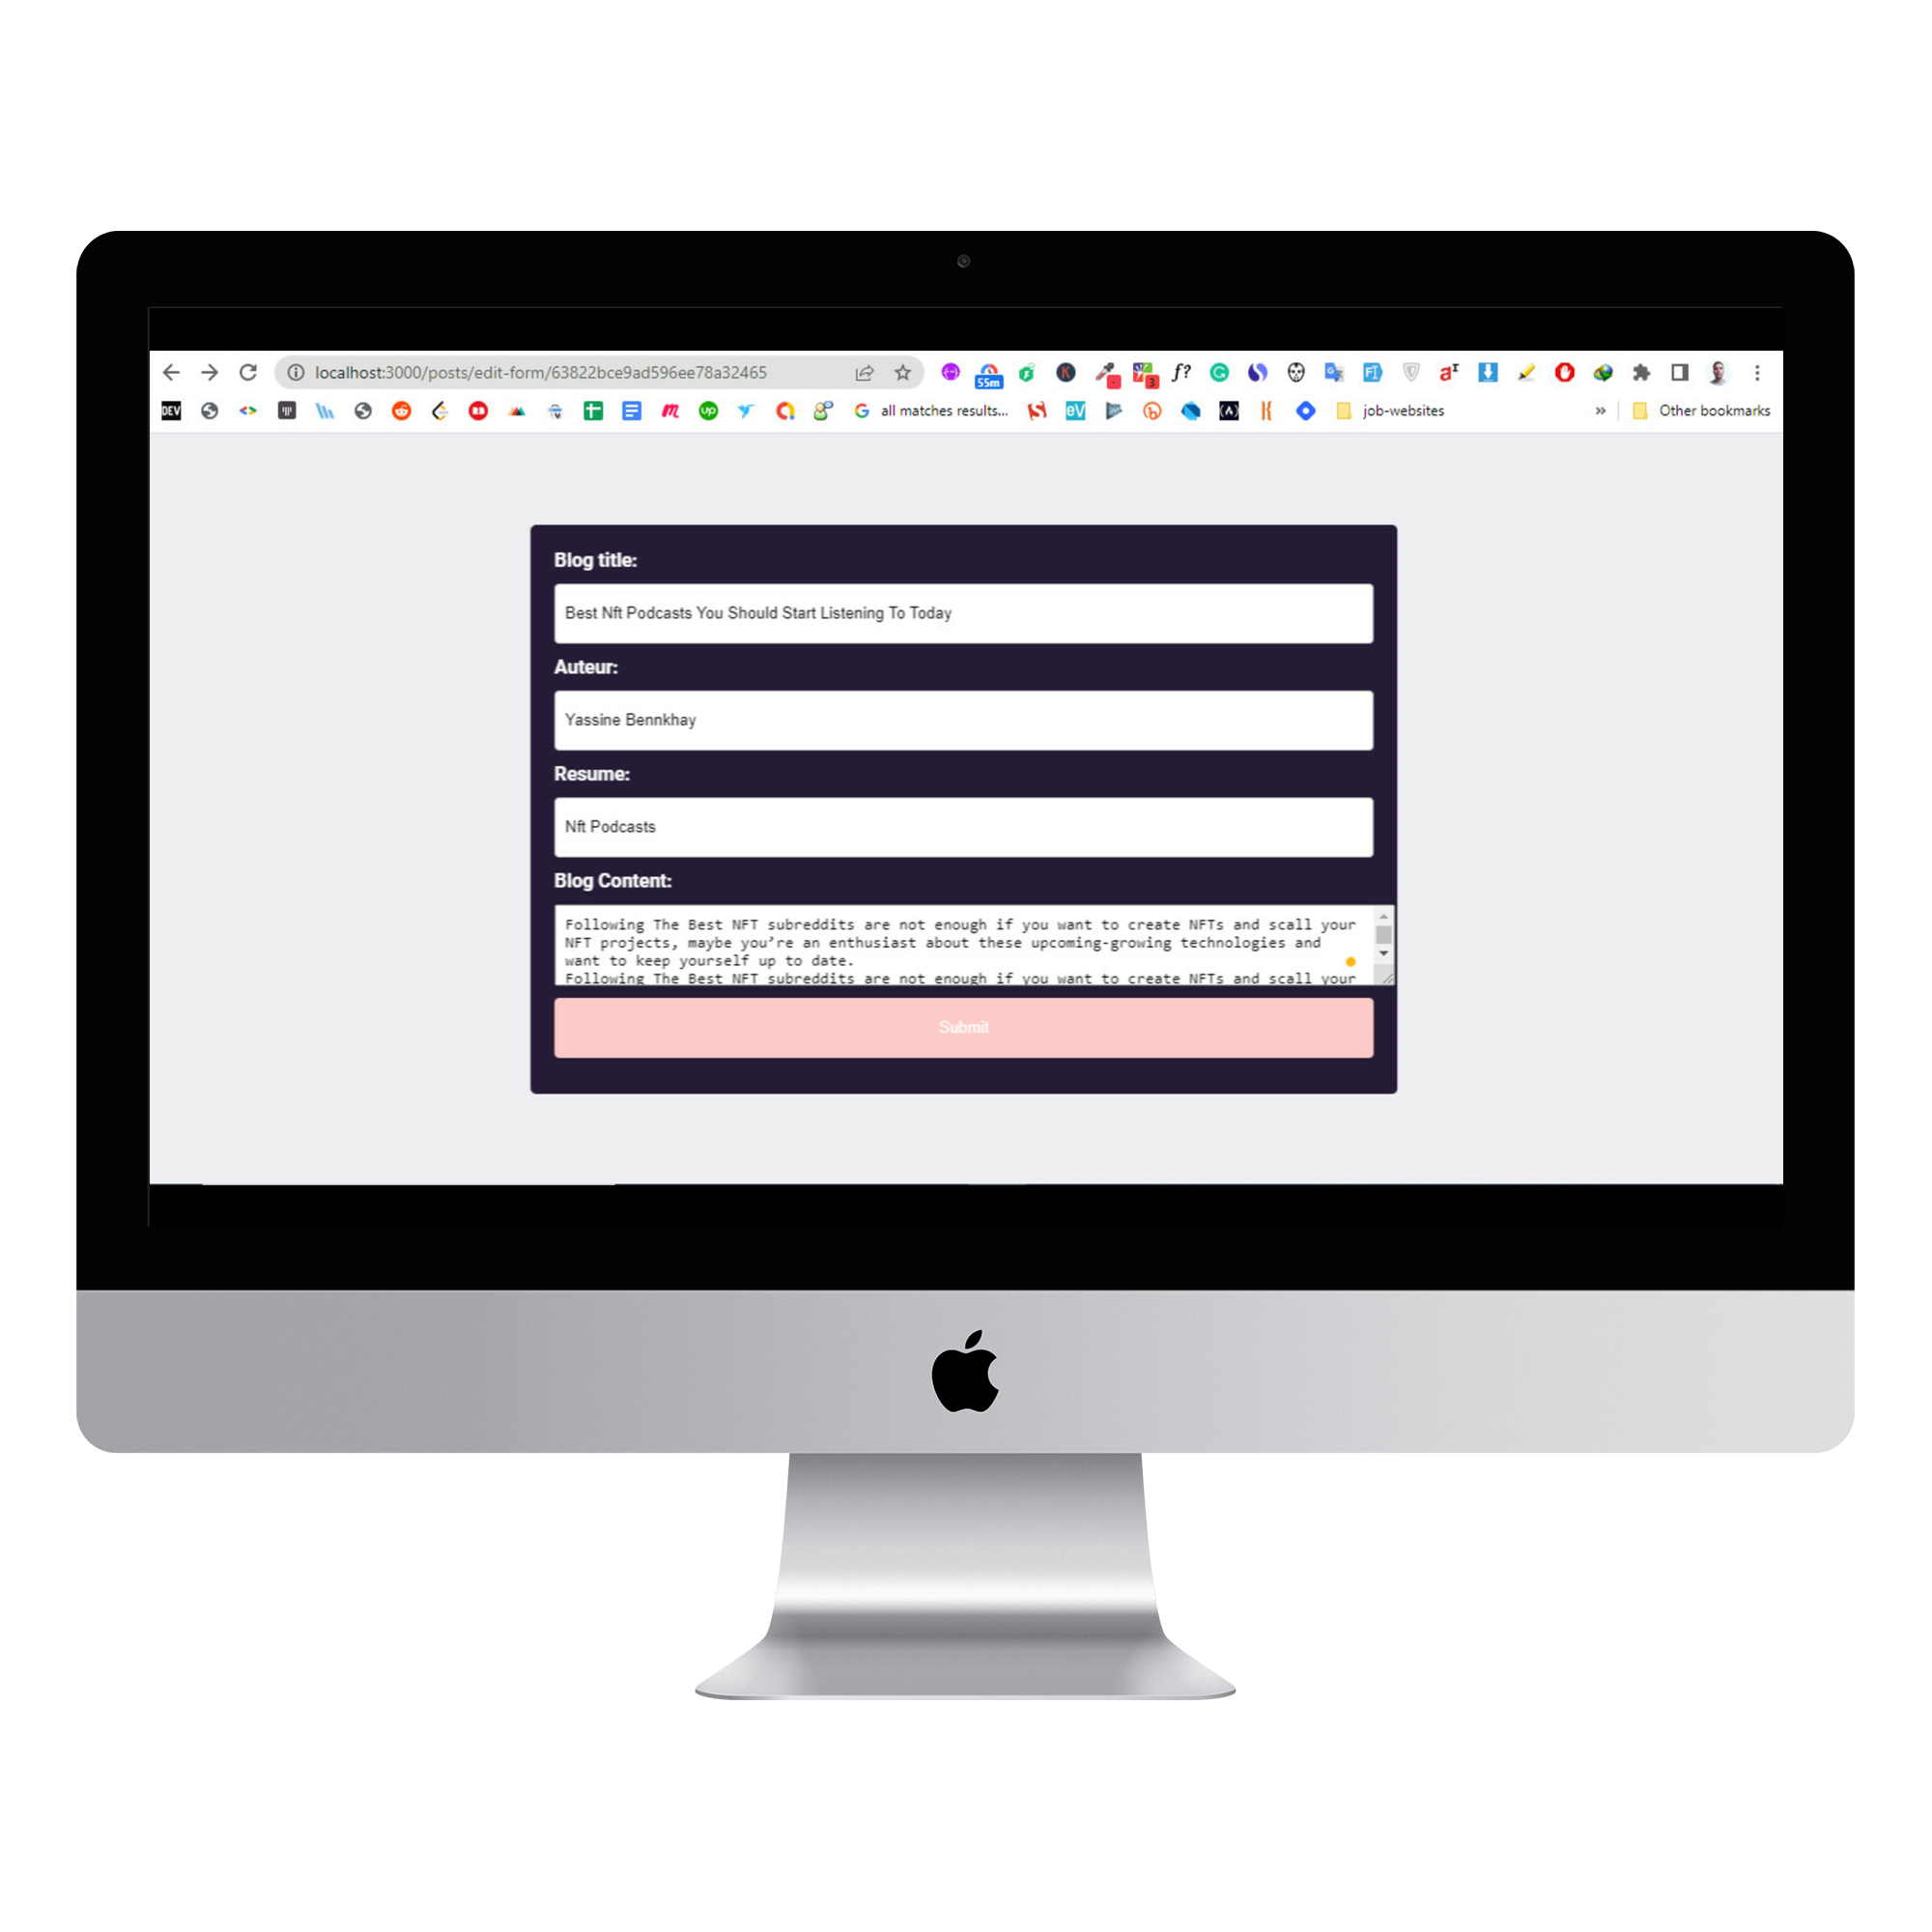 localhost:3000/posts/edit-form/63822bce9ad596ee78a32465
55m
3
f?
DEV
up
all matches results...
eV
job-websites
»
Other bookmarks
Blog title:
Best Nft Podcasts You Should Start Listening To Today
Auteur:
Yassine Bennkhay
Resume:
Nft Podcasts
Blog Content:
Following The Best NFT subreddits are not enough if you want to create NFTs and scall your
NFT projects, maybe you’re an enthusiast about these upcoming-growing technologies and
want to keep yourself up to date.
Following The Best NFT subreddits are not enough if you want to create NFTs and scall your
Submit